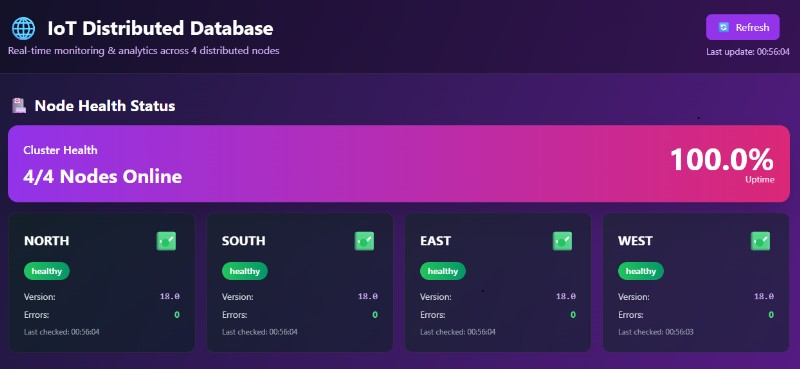 IoT Distributed Database
Real-time monitoring & analytics across 4 distributed nodes
Refresh
Last update: 00:56:04
Node Health Status
Cluster Health
4/4 Nodes Online
100.0%
Uptime
NORTH
healthy
Version: 18.0
Errors: 0
Last checked: 00:56:04
SOUTH
healthy
Version: 18.0
Errors: 0
Last checked: 00:56:04
EAST
healthy
Version: 18.0
Errors: 0
Last checked: 00:56:04
WEST
healthy
Version: 18.0
Errors: 0
Last checked: 00:56:03